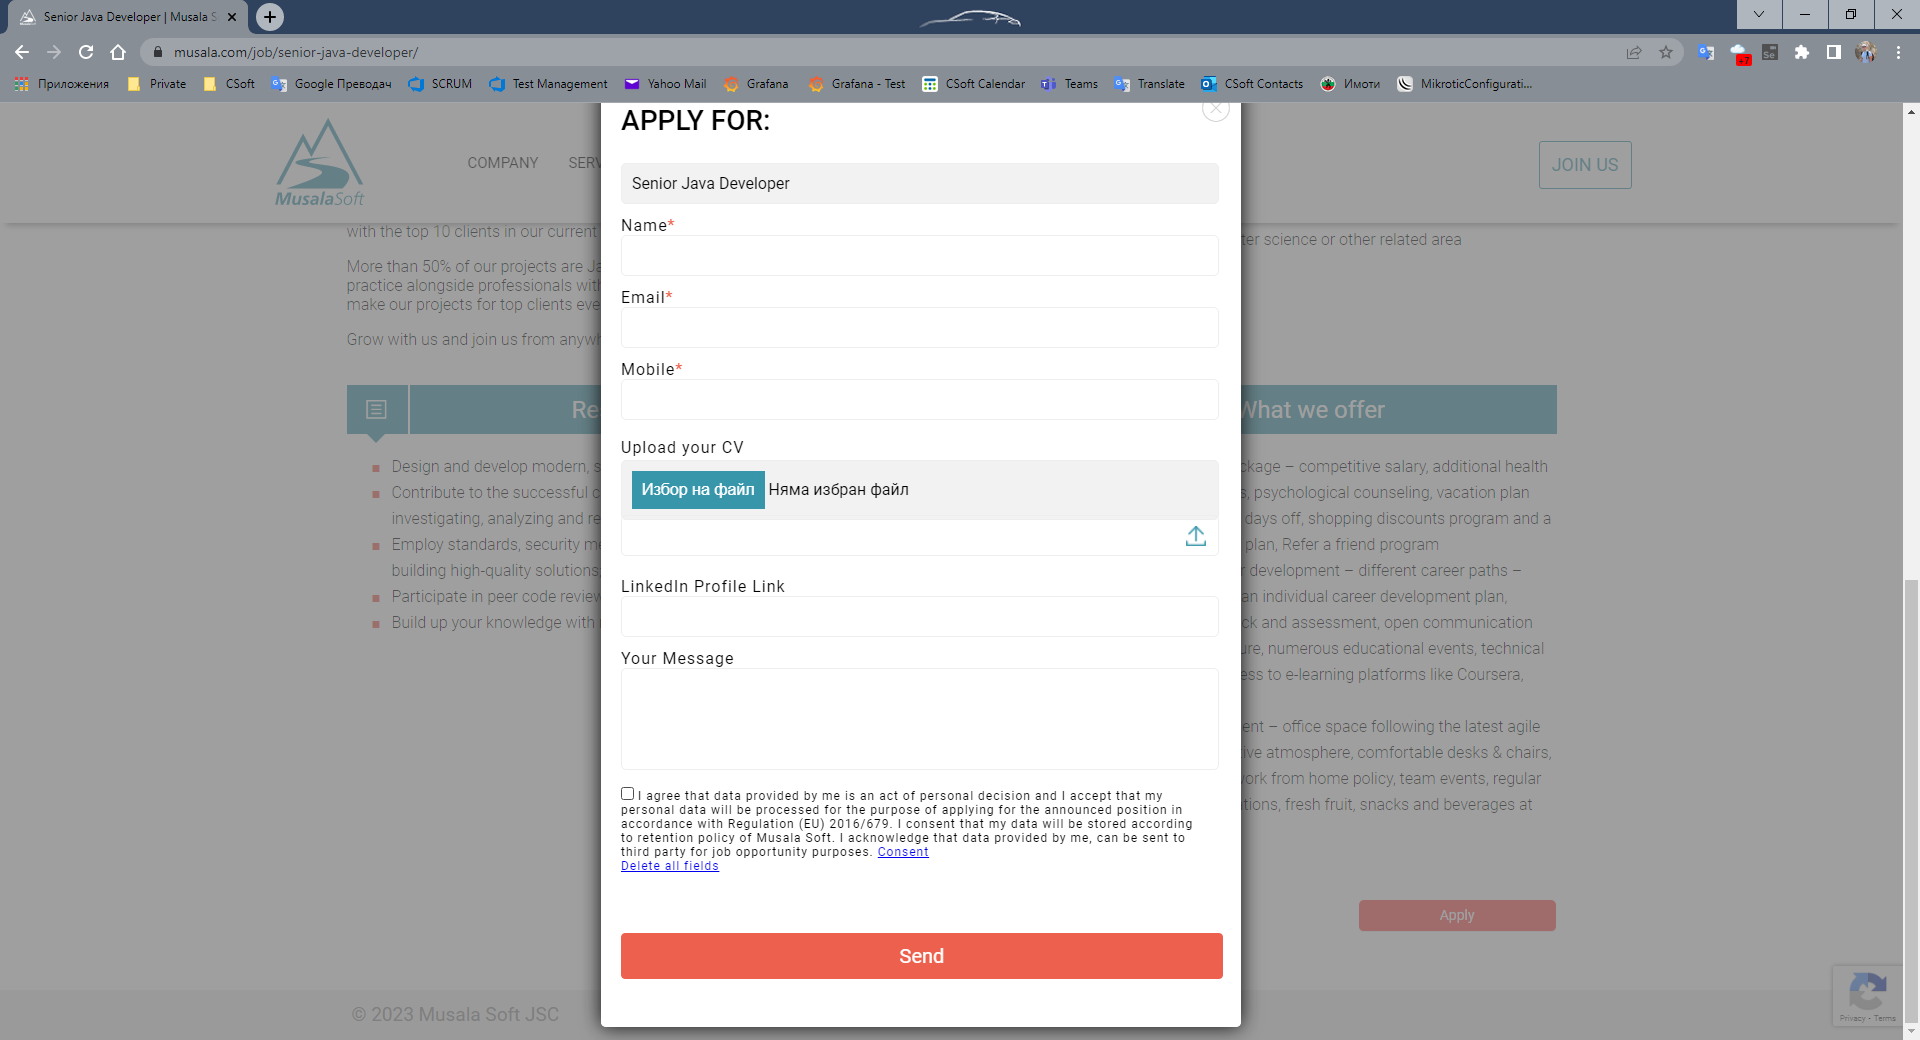 Senior Java Developer | Musala S
musala.com/job/senior-java-developer/
Приложения Private CSoft Google Преводач SCRUM Test Management Yahoo Mail Grafana Grafana - Test CSoft Calendar Teams Translate CSoft Contacts Имоти MikroticConfigurati...
MusalaSoft
COMPANY SERV
JOIN US
APPLY FOR:
Senior Java Developer
Name*
Email*
Mobile*
Upload your CV
Избор на файл Няма избран файл
LinkedIn Profile Link
Your Message
I agree that data provided by me is an act of personal decision and I accept that my
personal data will be processed for the purpose of applying for the announced position in
accordance with Regulation (EU) 2016/679. I consent that my data will be stored according
to retention policy of Musala Soft. I acknowledge that data provided by me, can be sent to
third party for job opportunity purposes. Consent
Delete all fields
Send
with the top 10 clients in our current
More than 50% of our projects are Ja
practice alongside professionals with
make our projects for top clients eve
Grow with us and join us from anywh
Re
Design and develop modern, s
Contribute to the successful c
investigating, analyzing and re
Employ standards, security me
building high-quality solutions;
Participate in peer code review
Build up your knowledge with
ter science or other related area
What we offer
ckage – competitive salary, additional health
s, psychological counseling, vacation plan
days off, shopping discounts program and a
plan, Refer a friend program
r development – different career paths –
an individual career development plan,
ck and assessment, open communication
ure, numerous educational events, technical
ess to e-learning platforms like Coursera,
ent – office space following the latest agile
ive atmosphere, comfortable desks & chairs,
work from home policy, team events, regular
ations, fresh fruit, snacks and beverages at
Apply
© 2023 Musala Soft JSC
Privacy - Terms